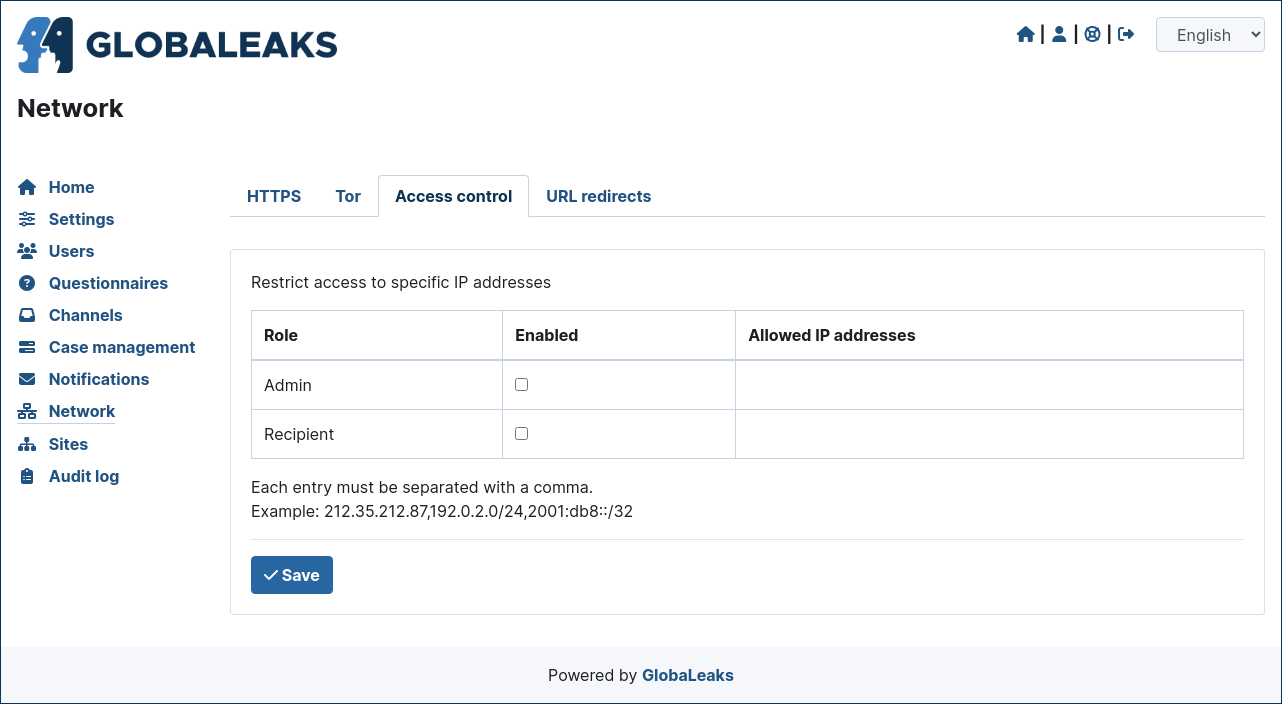 GLOBALEAKS
English
Network
Home
Settings
Users
Questionnaires
Channels
Case management
Notifications
Network
Sites
Audit log
HTTPS Tor Access control URL redirects
Restrict access to specific IP addresses
Role Enabled Allowed IP addresses
Admin
Recipient
Each entry must be separated with a comma.
Example: 212.35.212.87,192.0.2.0/24,2001:db8::/32
Save
Powered by GlobaLeaks